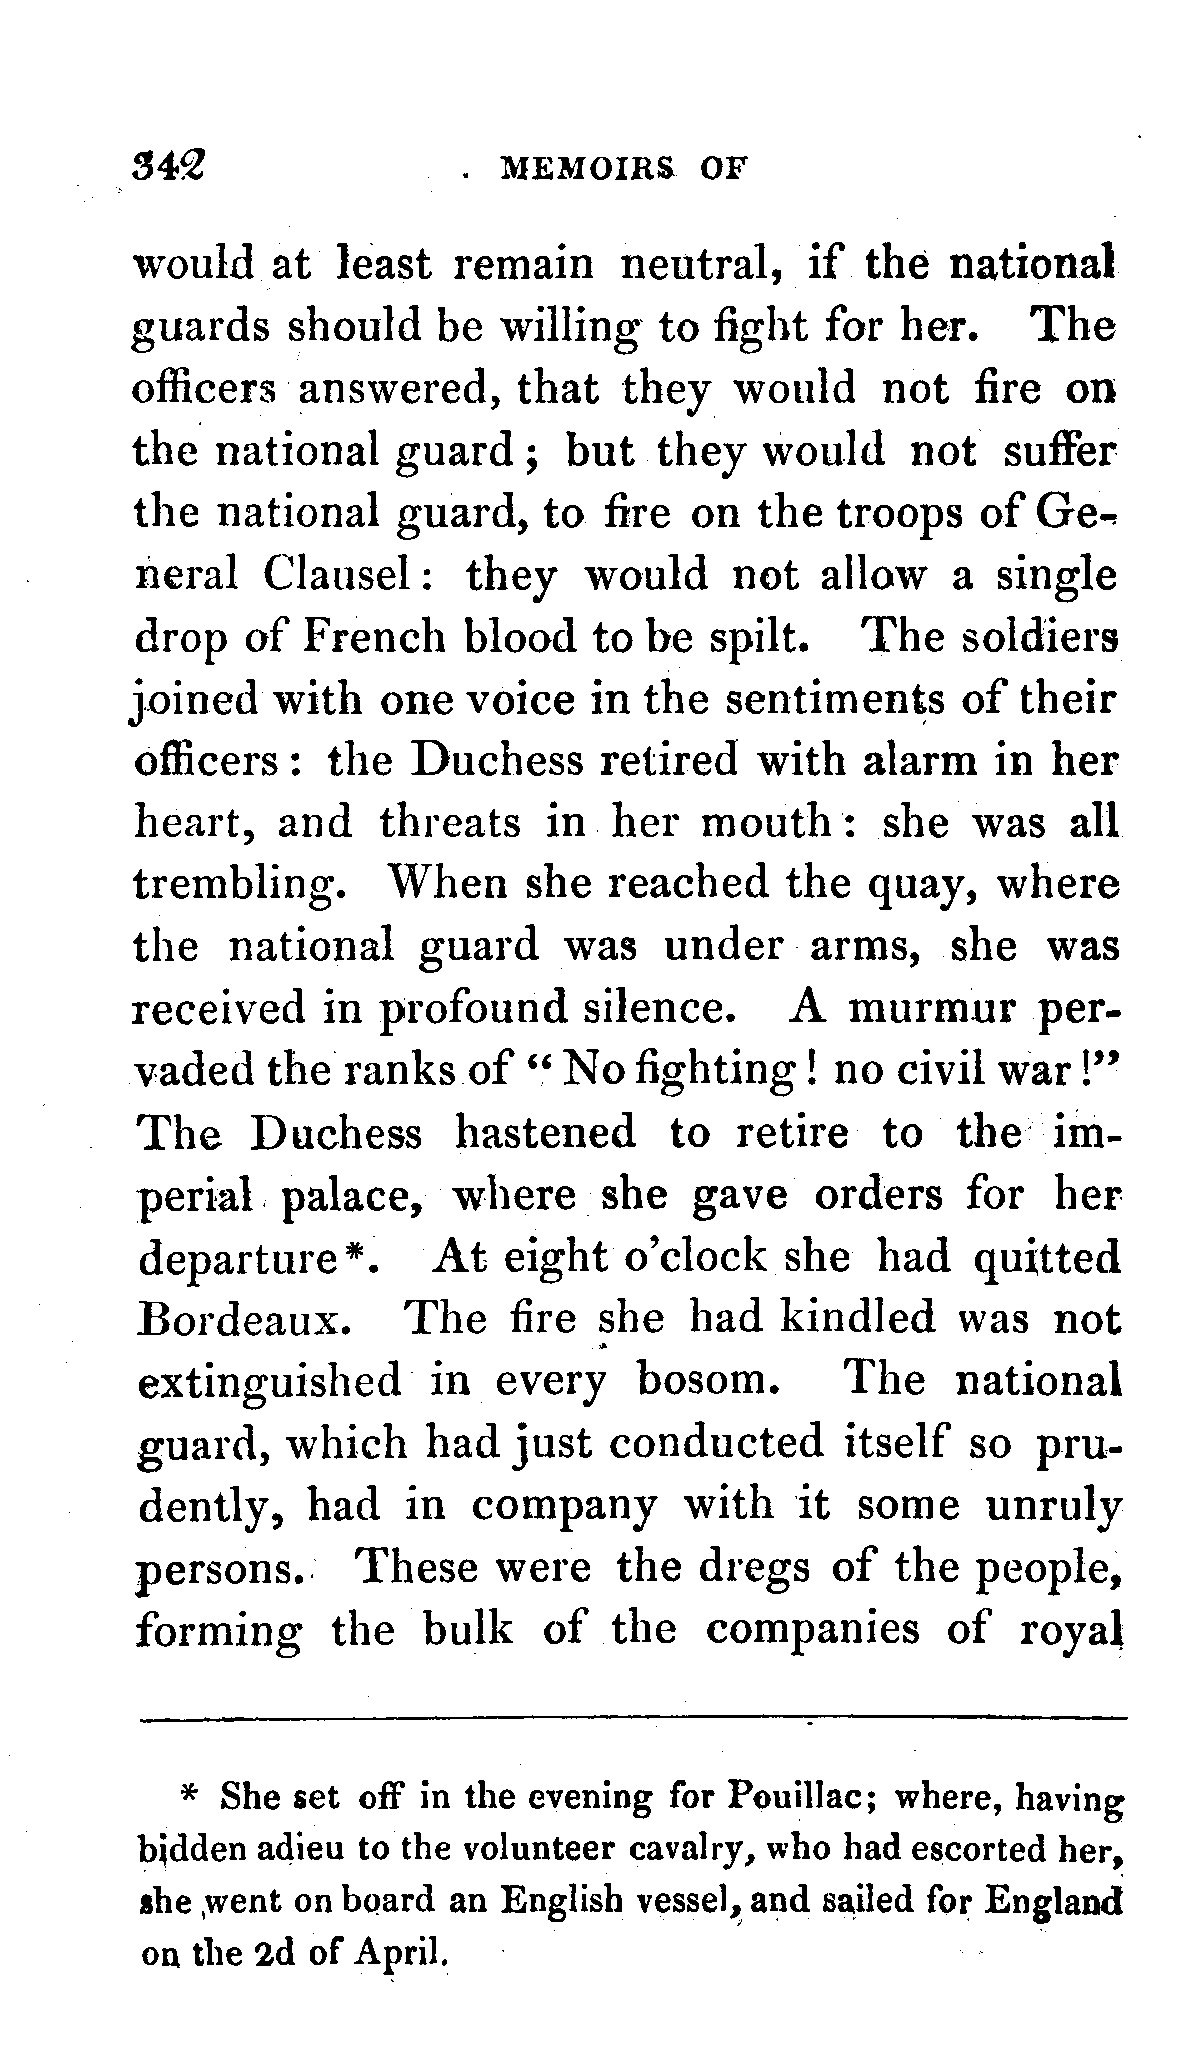 342 MEMOIRS OF
would at least remain neutral, if the national
guards should be willing to fight for her. The
officers answered, that they would not fire on
the national guard; but they would not suffer
the national guard, to fire on the troops of Ge-
neral Clausel: they would not allow a single
drop of French blood to be spilt. The soldiers
joined with one voice in the sentiments of their
officers: the Duchess retired with alarm in her
heart, and threats in her mouth: she was all
trembling. When she reached the quay, where
the national guard was under arms, she was
received in profound silence. A murmur per-
vaded the ranks of "No fighting! no civil war!"
The Duchess hastened to retire to the im-
perial palace, where she gave orders for her
departure*. At eight o'clock she had quitted
Bordeaux. The fire she had kindled was not
extinguished in every bosom. The national
guard, which had just conducted itself so pru-
dently, had in company with it some unruly
persons. These were the dregs of the people,
forming the bulk of the companies of royal
* She set off in the evening for Pouillac; where, having
bidden adieu to the volunteer cavalry, who had escorted her,
she went on board an English vessel, and sailed for England
on the 2d of April.